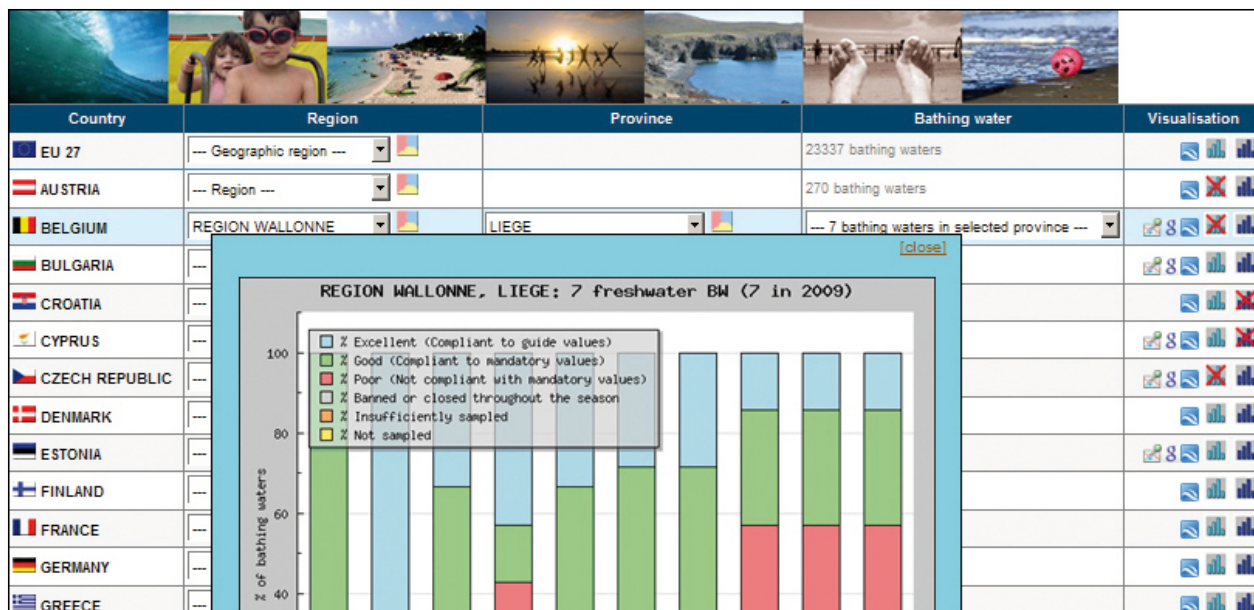 Country Region Province Bathing water Visualisation
EU 27 --- Geographic region --- 23337 bathing waters
AUSTRIA --- Region --- 270 bathing waters
BELGIUM REGION WALLONNE LIEGE --- 7 bathing waters in selected province ---
[close]
BULGARIA ---
REGION WALLONNE, LIEGE: 7 freshwater BW (7 in 2009)
CROATIA ---
% Excellent (Compliant to guide values)
CYPRUS ---
100
% Good (Compliant to mandatory values)
CZECH REPUBLIC ---
% Poor (Not compliant with mandatory values)
% Banned or closed throughout the season
DENMARK ---
% Insufficiently sampled
80
% Not sampled
ESTONIA ---
FINLAND ---
60
FRANCE ---
% of bathing waters
GERMANY ---
40
GREECE ---